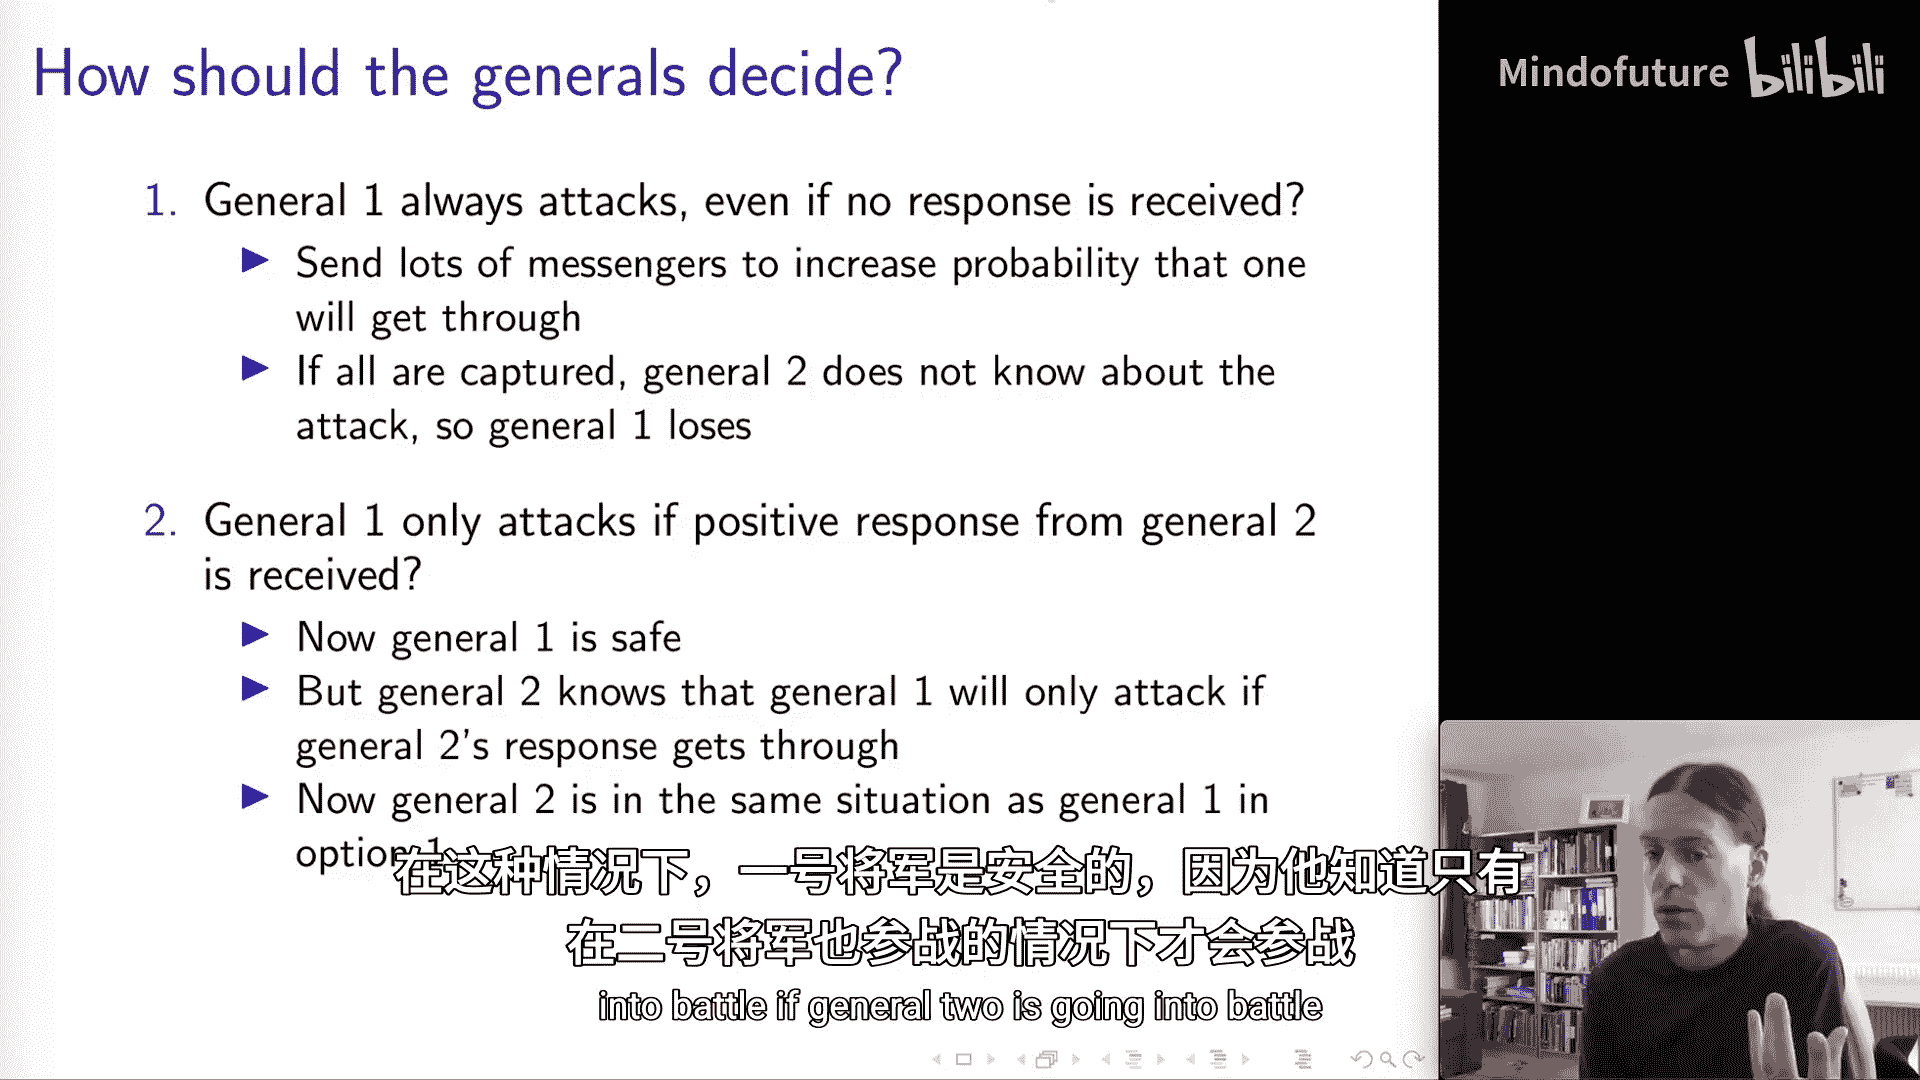 How should the generals decide?
Mindofuture bilibili
1. General 1 always attacks, even if no response is received?
Send lots of messengers to increase probability that one
will get through
If all are captured, general 2 does not know about the
attack, so general 1 loses
2. General 1 only attacks if positive response from general 2
is received?
Now general 1 is safe
But general 2 knows that general 1 will only attack if
general 2's response gets through
Now general 2 is in the same situation as general 1 in
option 1
在这种情况下，一号将军是安全的，因为他知道只有
在二号将军也参战的情况下才会参战
into battle if general two is going into battle